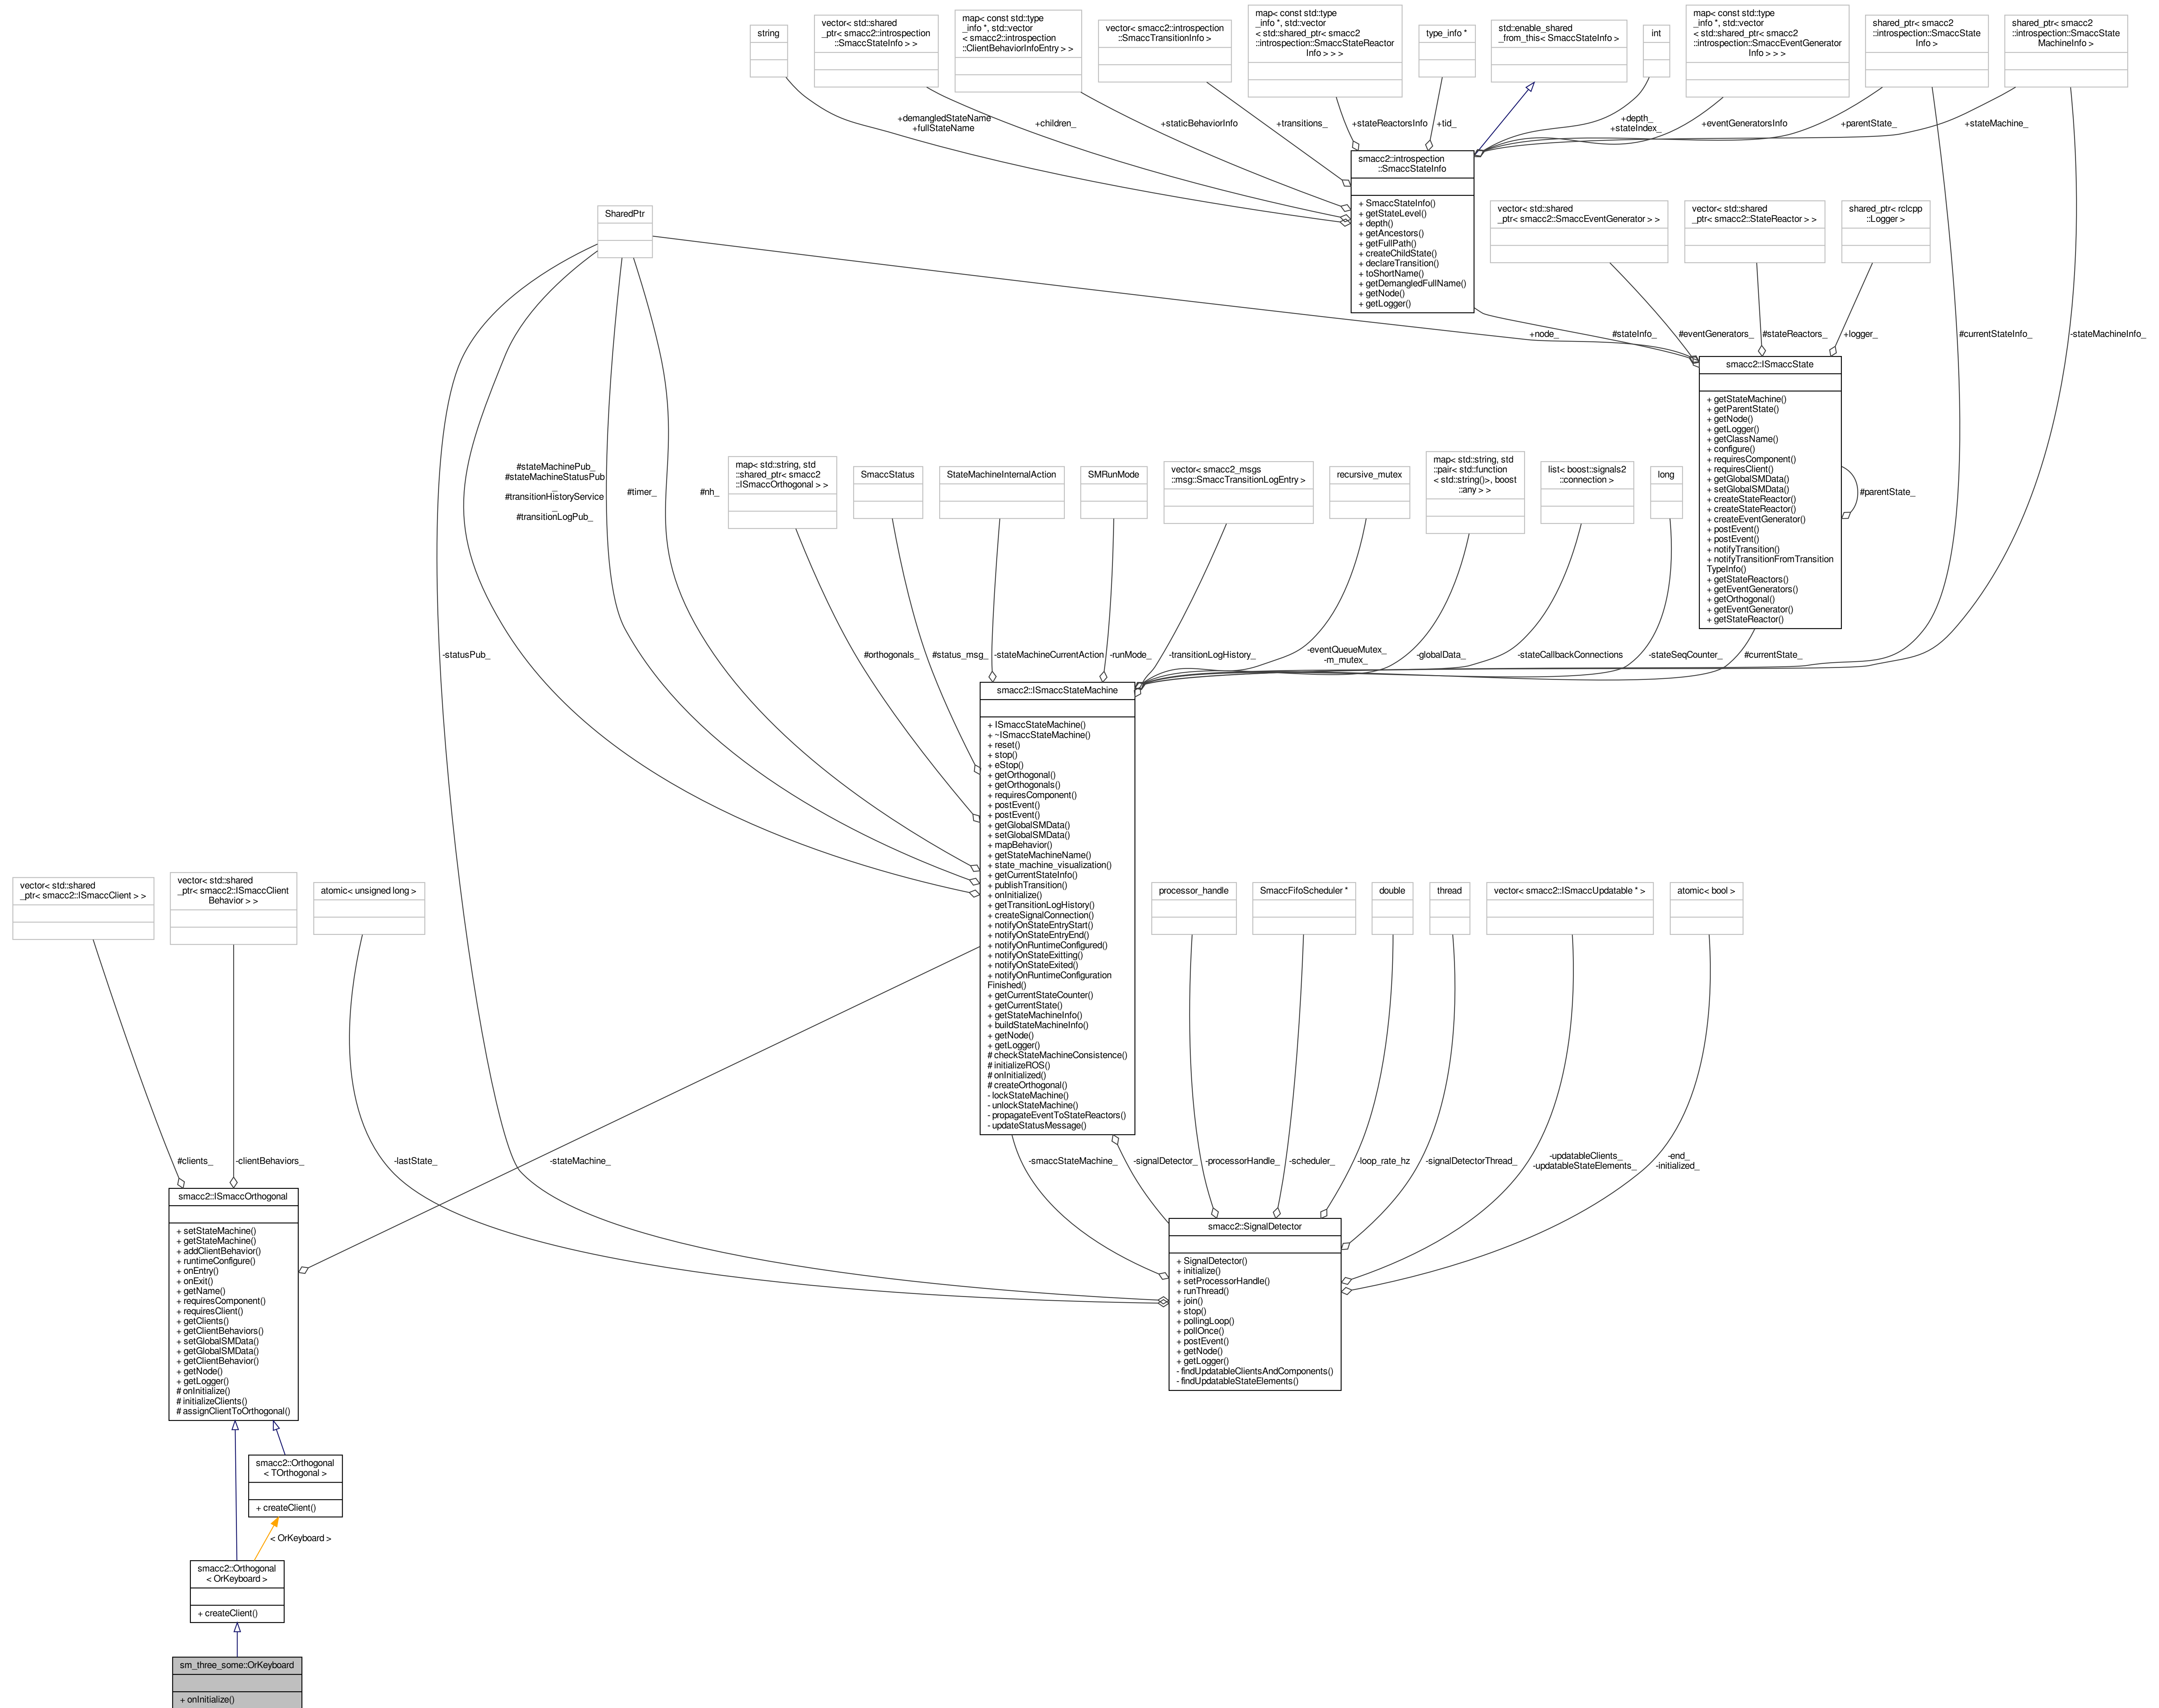 string
vector< std::shared
_ptr< smacc2::introspection
::SmaccStateInfo > >
map< const std::type
_info *, std::vector
< smacc2::introspection
::ClientBehaviorInfoEntry > >
vector< smacc2::introspection
::SmaccTransitionInfo >
map< const std::type
_info *, std::vector
< std::shared_ptr< smacc2
::introspection::SmaccStateReactor
Info > > >
type_info *
std::enable_shared
_from_this< SmaccStateInfo >
int
map< const std::type
_info *, std::vector
< std::shared_ptr< smacc2
::introspection::SmaccEventGenerator
Info > > >
shared_ptr< smacc2
::introspection::SmaccState
Info >
shared_ptr< smacc2
::introspection::SmaccState
MachineInfo >
+demangledStateName
+fullStateName
+children_
+staticBehaviorInfo
+transitions_
+stateReactorsInfo
+tid_
+depth_
+stateIndex_
+eventGeneratorsInfo
+parentState_
+stateMachine_
smacc2::introspection
::SmaccStateInfo
+ SmaccStateInfo()
+ getStateLevel()
+ depth()
+ getAncestors()
+ getFullPath()
+ createChildState()
+ declareTransition()
+ toShortName()
+ getDemangledFullName()
+ getNode()
+ getLogger()
SharedPtr
vector< std::shared
_ptr< smacc2::SmaccEventGenerator > >
vector< std::shared
_ptr< smacc2::StateReactor > >
shared_ptr< rclcpp
::Logger >
+node_
#stateInfo_
#eventGenerators_
#stateReactors_
+logger_
#currentStateInfo_
-stateMachineInfo_
smacc2::ISmaccState
+ getStateMachine()
+ getParentState()
+ getNode()
+ getLogger()
+ getClassName()
+ configure()
+ requiresComponent()
+ requiresClient()
+ getGlobalSMData()
+ setGlobalSMData()
+ createStateReactor()
+ createStateReactor()
+ createEventGenerator()
+ postEvent()
+ postEvent()
+ notifyTransition()
+ notifyTransitionFromTransition
TypeInfo()
+ getStateReactors()
+ getEventGenerators()
+ getOrthogonal()
+ getEventGenerator()
+ getStateReactor()
#parentState_
#stateMachinePub_
#stateMachineStatusPub
_
#transitionHistoryService
_
#transitionLogPub_
#timer_
#nh_
map< std::string, std
::shared_ptr< smacc2
::ISmaccOrthogonal > >
SmaccStatus
StateMachineInternalAction
SMRunMode
vector< smacc2_msgs
::msg::SmaccTransitionLogEntry >
recursive_mutex
map< std::string, std
::pair< std::function
< std::string()>, boost
::any > >
list< boost::signals2
::connection >
long
-statusPub_
#orthogonals_
#status_msg_
-stateMachineCurrentAction
-runMode_
-transitionLogHistory_
-eventQueueMutex_
-m_mutex_
-globalData_
-stateCallbackConnections
-stateSeqCounter_
#currentState_
smacc2::ISmaccStateMachine
+ ISmaccStateMachine()
+ ~ISmaccStateMachine()
+ reset()
+ stop()
+ eStop()
+ getOrthogonal()
+ getOrthogonals()
+ requiresComponent()
+ postEvent()
+ postEvent()
+ getGlobalSMData()
+ setGlobalSMData()
+ mapBehavior()
+ getStateMachineName()
+ state_machine_visualization()
+ getCurrentStateInfo()
+ publishTransition()
+ onInitialize()
+ getTransitionLogHistory()
+ createSignalConnection()
+ notifyOnStateEntryStart()
+ notifyOnStateEntryEnd()
+ notifyOnRuntimeConfigured()
+ notifyOnStateExitting()
+ notifyOnStateExited()
+ notifyOnRuntimeConfiguration
Finished()
+ getCurrentStateCounter()
+ getCurrentState()
+ getStateMachineInfo()
+ buildStateMachineInfo()
+ getNode()
+ getLogger()
# checkStateMachineConsistence()
# initializeROS()
# onInitialized()
# createOrthogonal()
- lockStateMachine()
- unlockStateMachine()
- propagateEventToStateReactors()
- updateStatusMessage()
vector< std::shared
_ptr< smacc2::ISmaccClient > >
vector< std::shared
_ptr< smacc2::ISmaccClient
Behavior > >
atomic< unsigned long >
processor_handle
SmaccFifoScheduler *
double
thread
vector< smacc2::ISmaccUpdatable * >
atomic< bool >
#clients_
-clientBehaviors_
-lastState_
-stateMachine_
-smaccStateMachine_
-signalDetector_
-processorHandle_
-scheduler_
-loop_rate_hz
-signalDetectorThread_
-updatableClients_
-updatableStateElements_
-end_
-initialized_
smacc2::ISmaccOrthogonal
+ setStateMachine()
+ getStateMachine()
+ addClientBehavior()
+ runtimeConfigure()
+ onEntry()
+ onExit()
+ getName()
+ requiresComponent()
+ requiresClient()
+ getClients()
+ getClientBehaviors()
+ setGlobalSMData()
+ getGlobalSMData()
+ getClientBehavior()
+ getNode()
+ getLogger()
# onInitialize()
# initializeClients()
# assignClientToOrthogonal()
smacc2::SignalDetector
+ SignalDetector()
+ initialize()
+ setProcessorHandle()
+ runThread()
+ join()
+ stop()
+ pollingLoop()
+ pollOnce()
+ postEvent()
+ getNode()
+ getLogger()
- findUpdatableClientsAndComponents()
- findUpdatableStateElements()
smacc2::Orthogonal
< TOrthogonal >
+ createClient()
< OrKeyboard >
smacc2::Orthogonal
< OrKeyboard >
+ createClient()
sm_three_some::OrKeyboard
+ onInitialize()